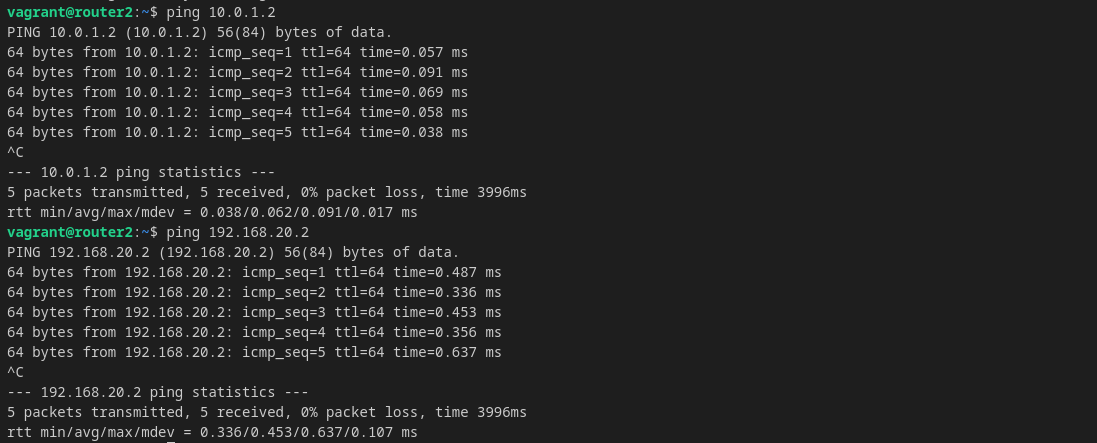 vagrant@router2:~$ ping 10.0.1.2
PING 10.0.1.2 (10.0.1.2) 56(84) bytes of data.
64 bytes from 10.0.1.2: icmp_seq=1 ttl=64 time=0.057 ms
64 bytes from 10.0.1.2: icmp_seq=2 ttl=64 time=0.091 ms
64 bytes from 10.0.1.2: icmp_seq=3 ttl=64 time=0.069 ms
64 bytes from 10.0.1.2: icmp_seq=4 ttl=64 time=0.058 ms
64 bytes from 10.0.1.2: icmp_seq=5 ttl=64 time=0.038 ms
^C
--- 10.0.1.2 ping statistics ---
5 packets transmitted, 5 received, 0% packet loss, time 3996ms
rtt min/avg/max/mdev = 0.038/0.062/0.091/0.017 ms
vagrant@router2:~$ ping 192.168.20.2
PING 192.168.20.2 (192.168.20.2) 56(84) bytes of data.
64 bytes from 192.168.20.2: icmp_seq=1 ttl=64 time=0.487 ms
64 bytes from 192.168.20.2: icmp_seq=2 ttl=64 time=0.336 ms
64 bytes from 192.168.20.2: icmp_seq=3 ttl=64 time=0.453 ms
64 bytes from 192.168.20.2: icmp_seq=4 ttl=64 time=0.356 ms
64 bytes from 192.168.20.2: icmp_seq=5 ttl=64 time=0.637 ms
^C
--- 192.168.20.2 ping statistics ---
5 packets transmitted, 5 received, 0% packet loss, time 3996ms
rtt min/avg/max/mdev = 0.336/0.453/0.637/0.107 ms